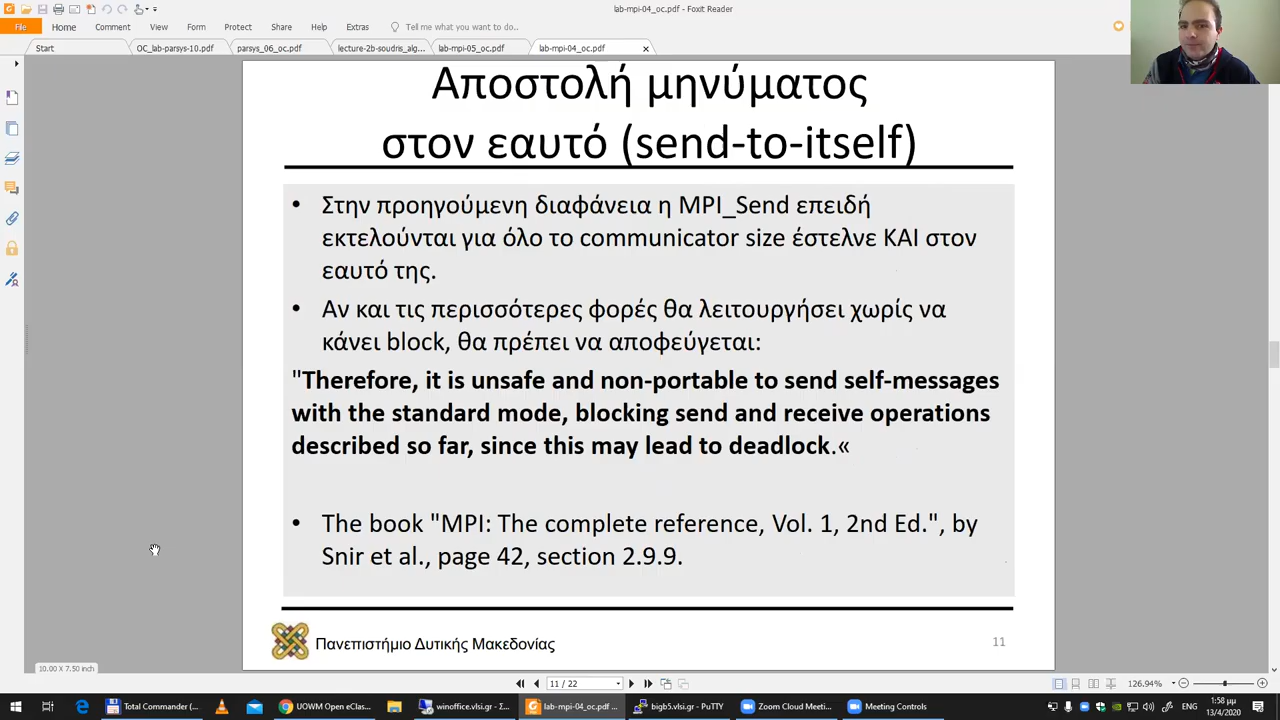 lab-mpi-04_oc.pdf - Foxit Reader
File Home Comment View Form Protect Share Help Extras Tell me what you want to do...
Start OC_lab-parsys-10.pdf parsys_06_oc.pdf lecture-2b-soudris_alg... lab-mpi-05_oc.pdf lab-mpi-04_oc.pdf
Αποστολή μηνύματος
στον εαυτό (send-to-itself)
• Στην προηγούμενη διαφάνεια η MPI_Send επειδή
εκτελούνται για όλο το communicator size έστελνε ΚΑΙ στον
εαυτό της.
• Αν και τις περισσότερες φορές θα λειτουργήσει χωρίς να
κάνει block, θα πρέπει να αποφεύγεται:
"Therefore, it is unsafe and non-portable to send self-messages
with the standard mode, blocking send and receive operations
described so far, since this may lead to deadlock.«
• The book "MPI: The complete reference, Vol. 1, 2nd Ed.", by
Snir et al., page 42, section 2.9.9.
Πανεπιστήμιο Δυτικής Μακεδονίας
11
10.00 X 7.50 inch
11 / 22
126.94%
Total Commander (... UOWM Open eClass... winoffice.vlsi.gr - Σ... lab-mpi-04_oc.pdf ... bigb5.vlsi.gr - PuTTY Zoom Cloud Meeti... Meeting Controls
1:58 μμ
13/4/2020